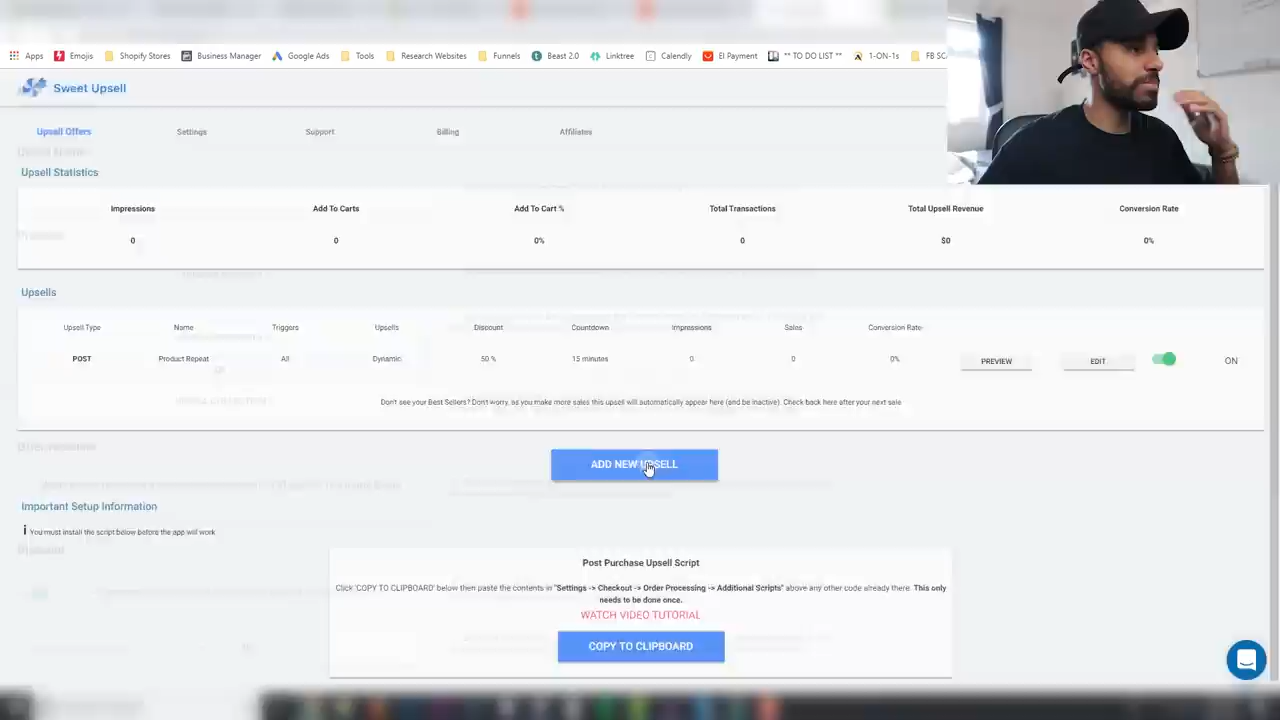 Apps Emojis Shopify Stores Business Manager Google Ads Tools Research Websites Funnels Beast 2.0 Linktree Calendly El Payment ** TO DO LIST ** 1-ON-1s FB SC
Sweet Upsell
Upsell Offers Settings Support Billing Affiliates
Upsell Statistics
Impressions Add To Carts Add To Cart % Total Transactions Total Upsell Revenue Conversion Rate
0 0 0% 0 $0 0%
Upsells
Upsell Type Name Triggers Upsells Discount Countdown Impressions Sales Conversion Rate
POST Product Repeat All Dynamic 50 % 15 minutes 0 0 0% PREVIEW EDIT ON
Don't see your Best Sellers? Don't worry, as you make more sales this upsell will automatically appear here (and be inactive). Check back here after your next sale
ADD NEW UPSELL
Important Setup Information
i You must install the script below before the app will work
Post Purchase Upsell Script
Click 'COPY TO CLIPBOARD' below then paste the contents in "Settings -> Checkout -> Order Processing -> Additional Scripts" above any other code already there. This only
needs to be done once.
WATCH VIDEO TUTORIAL
COPY TO CLIPBOARD